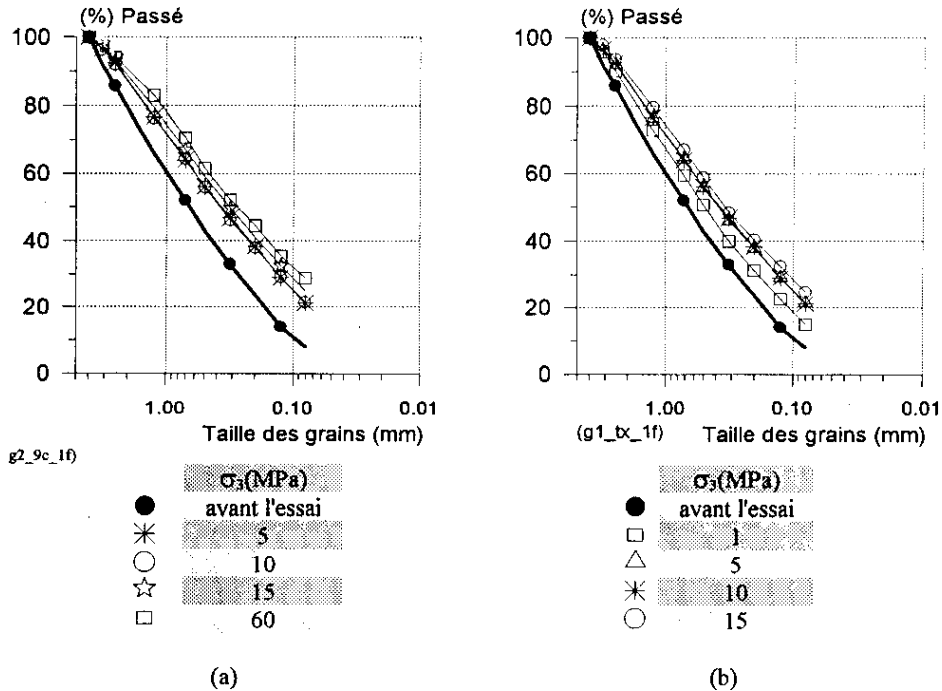 (%) Passé
100
80
60
40
20
0
1.00
0.10
0.01
Taille des grains (mm)
g2_9c_1f)
σ3(MPa)
avant l'essai
5
10
15
60
(a)
(%) Passé
100
80
60
40
20
0
1.00
0.10
0.01
Taille des grains (mm)
(g1_tx_1f)
σ3(MPa)
avant l'essai
1
5
10
15
(b)